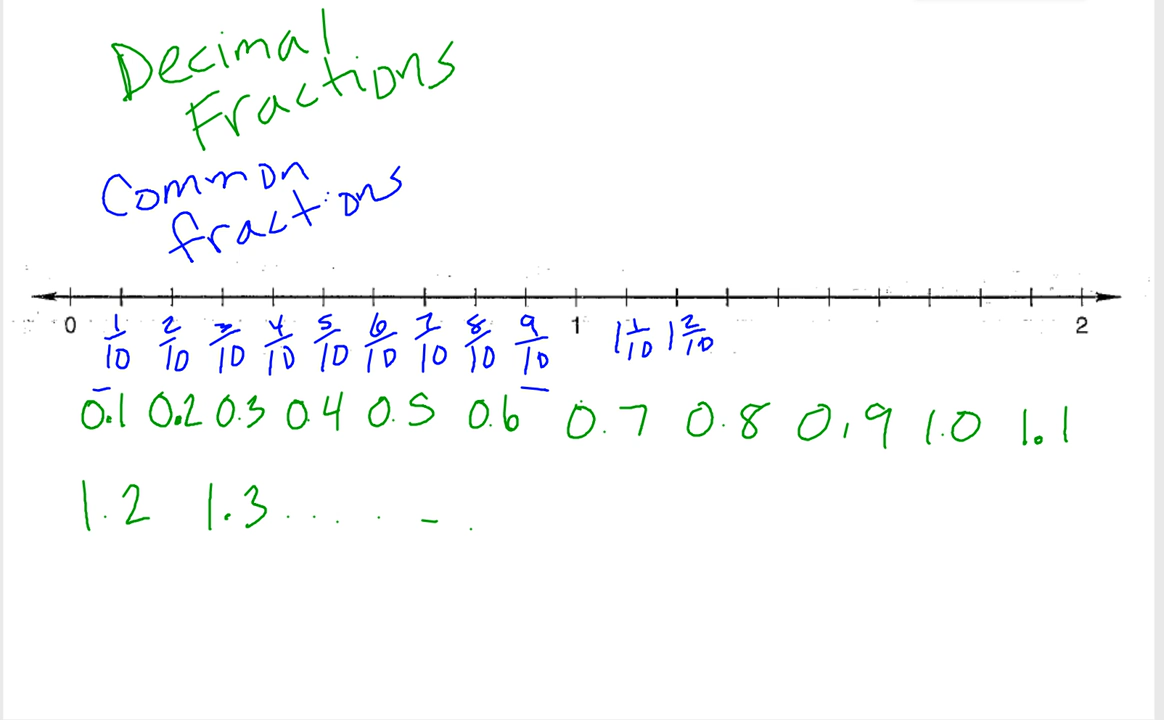 Decimal
Fractions
Common
fractions
0 1/10 2/10 3/10 4/10 5/10 6/10 7/10 8/10 9/10 1 1 1/10 1 2/10 2
0.1 0.2 0.3 0.4 0.5 0.6 0.7 0.8 0.9 1.0 1.1
1.2 1.3 . . . . - .